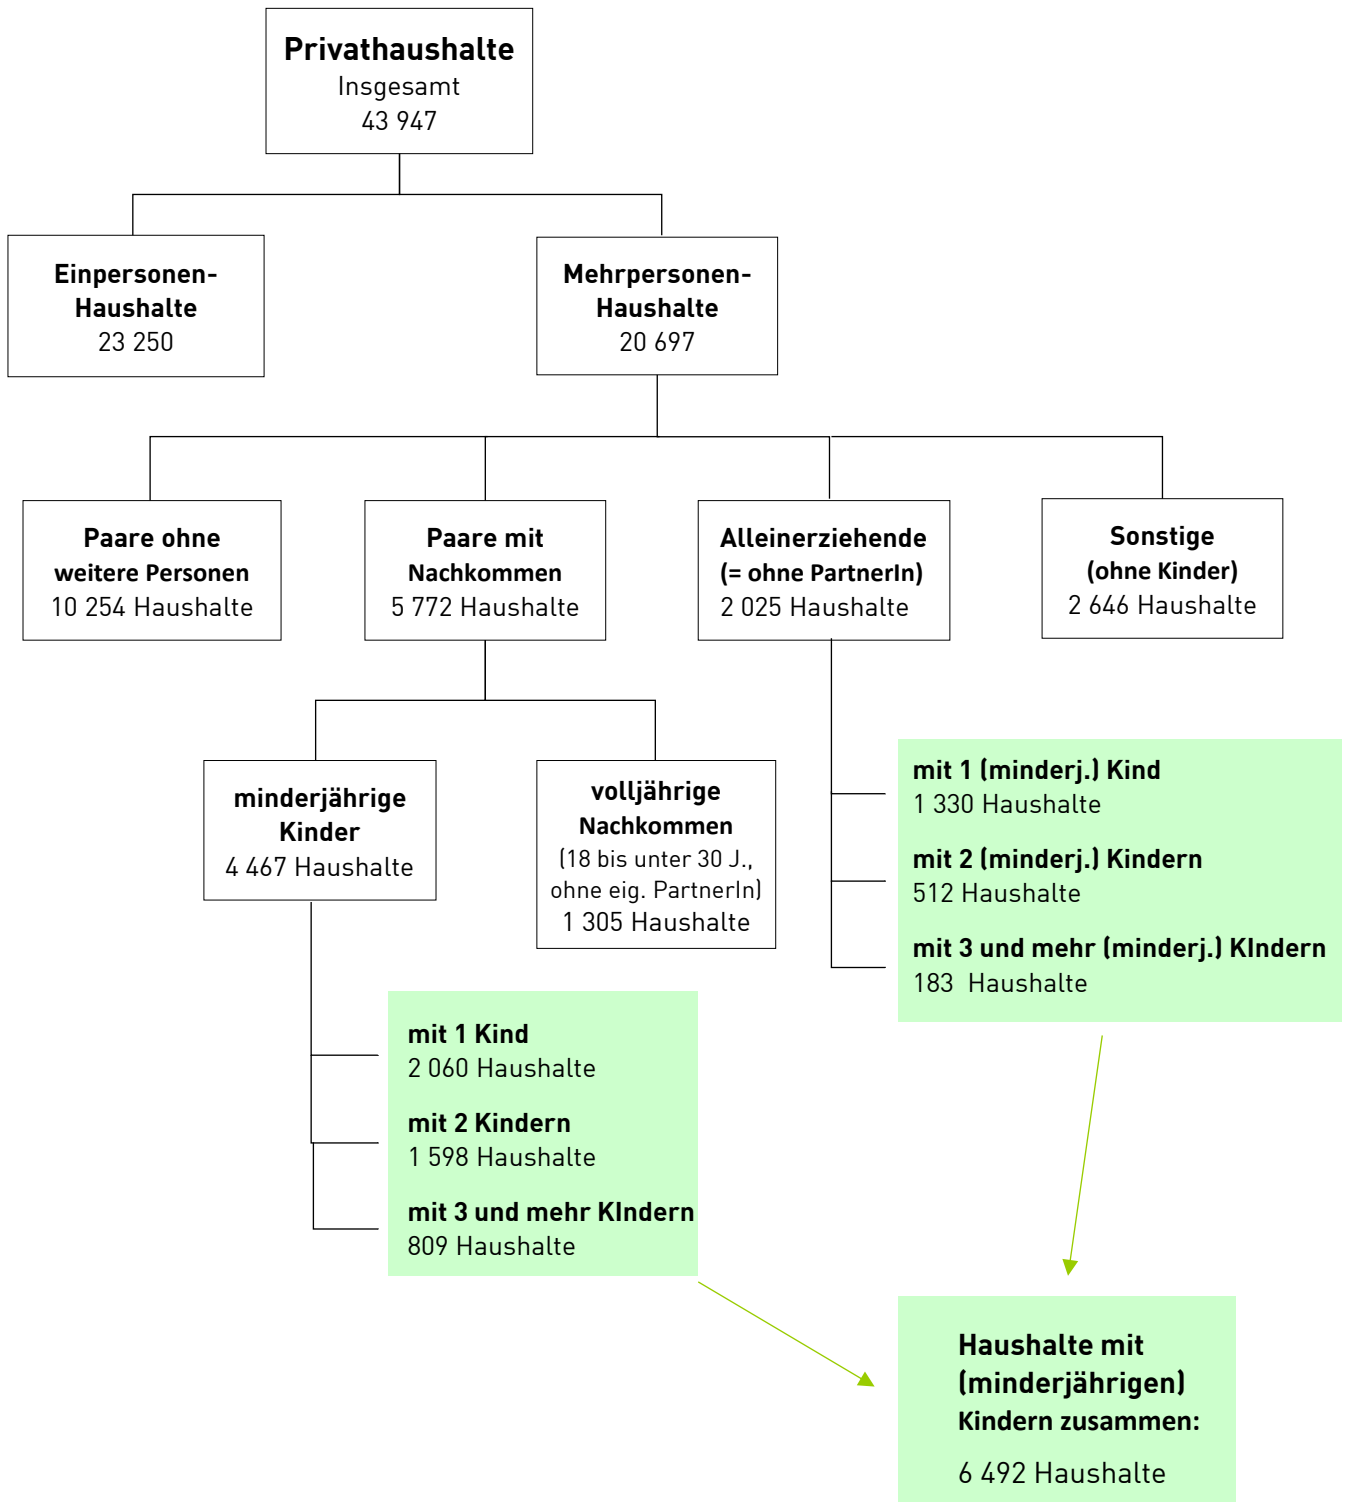 Privathaushalte
Insgesamt
43 947
Einpersonen-
Haushalte
23 250
Mehrpersonen-
Haushalte
20 697
Paare ohne
weitere Personen
10 254 Haushalte
Paare mit
Nachkommen
5 772 Haushalte
Alleinerziehende
(= ohne PartnerIn)
2 025 Haushalte
Sonstige
(ohne Kinder)
2 646 Haushalte
minderjährige
Kinder
4 467 Haushalte
volljährige
Nachkommen
(18 bis unter 30 J.,
ohne eig. PartnerIn)
1 305 Haushalte
mit 1 (minderj.) Kind
1 330 Haushalte
mit 2 (minderj.) Kindern
512 Haushalte
mit 3 und mehr (minderj.) KIndern
183 Haushalte
mit 1 Kind
2 060 Haushalte
mit 2 Kindern
1 598 Haushalte
mit 3 und mehr KIndern
809 Haushalte
Haushalte mit
(minderjährigen)
Kindern zusammen:
6 492 Haushalte